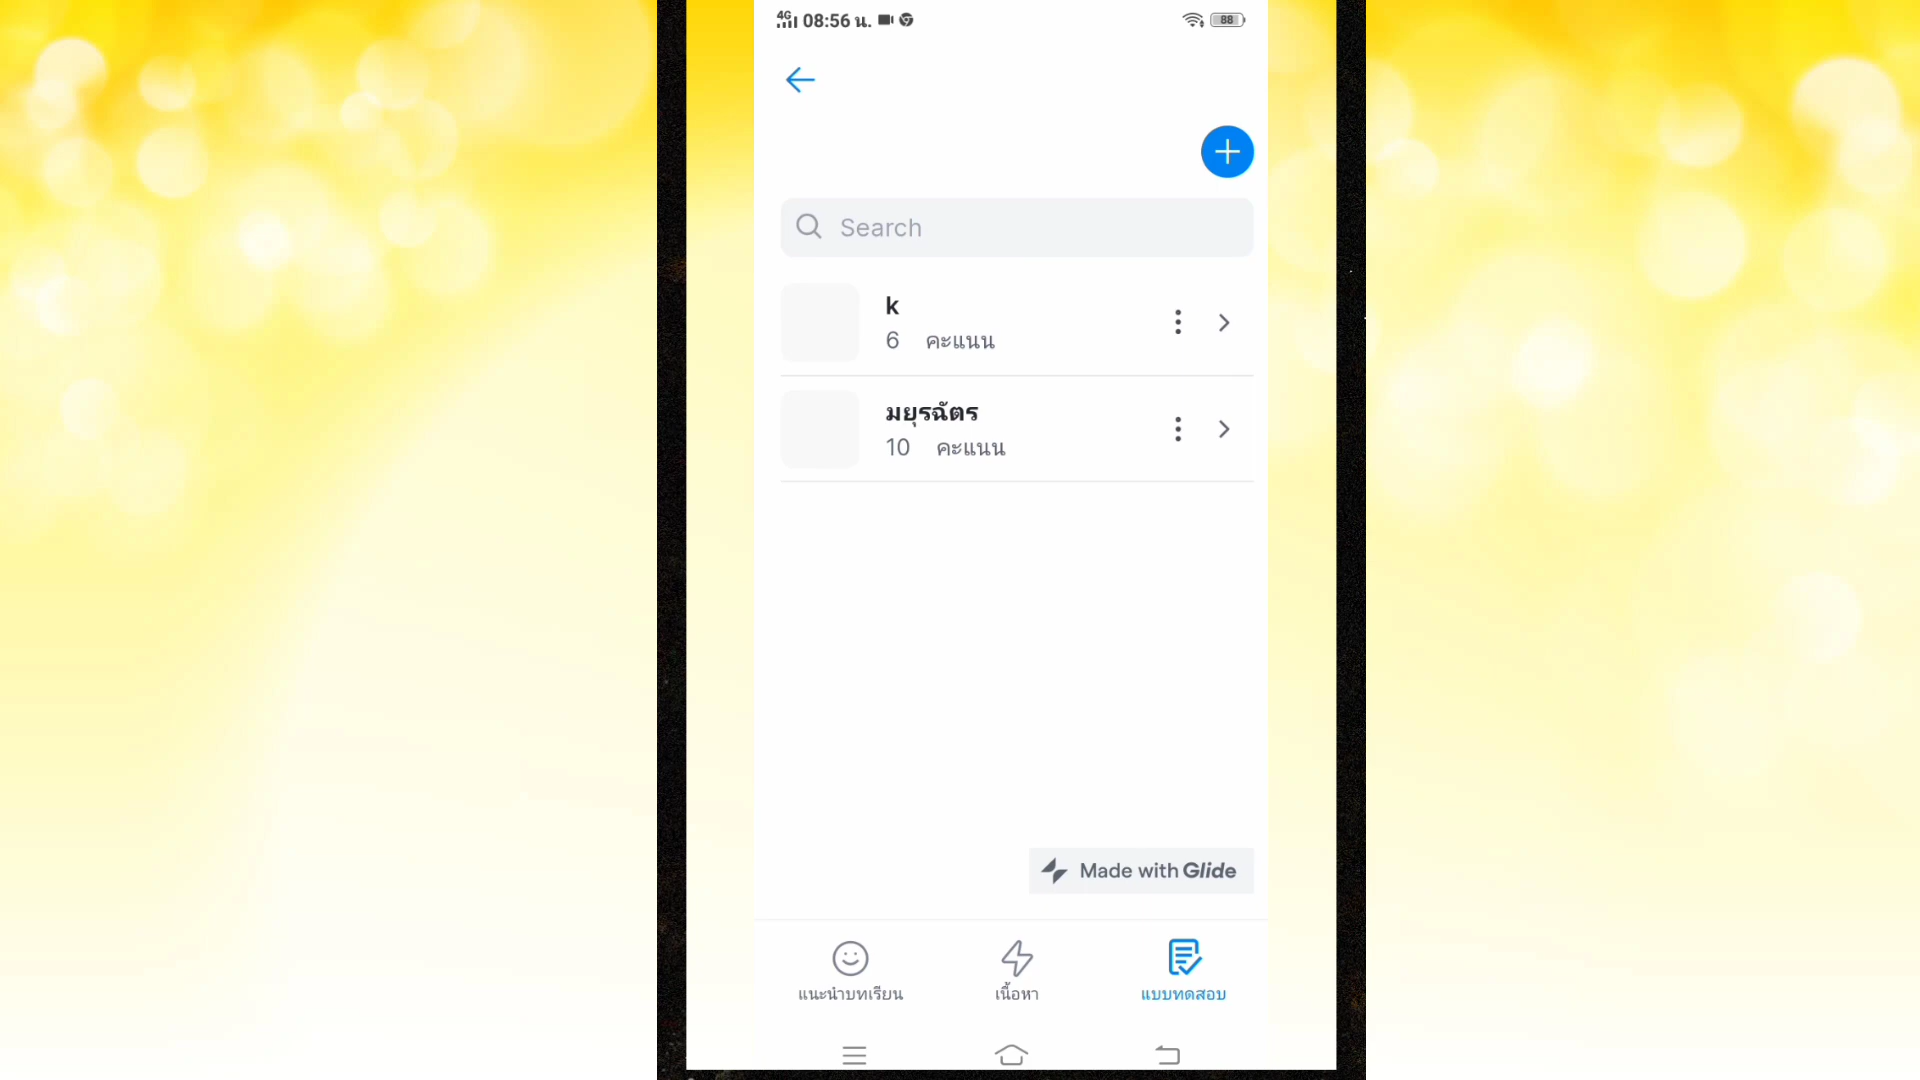 4G 08:56 น. 88
Search
k
6 คะแนน
มยุรฉัตร
10 คะแนน
Made with Glide
แนะนำบทเรียน เนื้อหา แบบทดสอบ